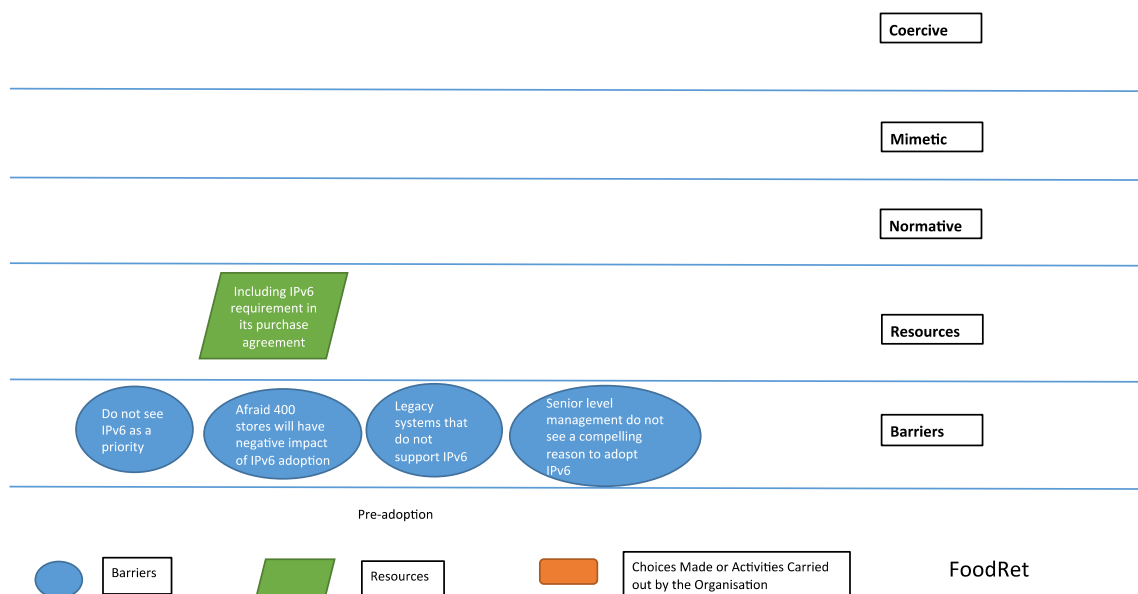 Coercive
Mimetic
Normative
Including IPv6
requirement in
its purchase
agreement
Resources
Do not see
IPv6 as a
priority
Afraid 400
stores will have
negative impact
of IPv6 adoption
Legacy
systems that
do not
support IPv6
Senior level
management do not
see a compelling
reason to adopt
IPv6
Barriers
Pre-adoption
Barriers
Resources
Choices Made or Activities Carried
out by the Organisation
FoodRet